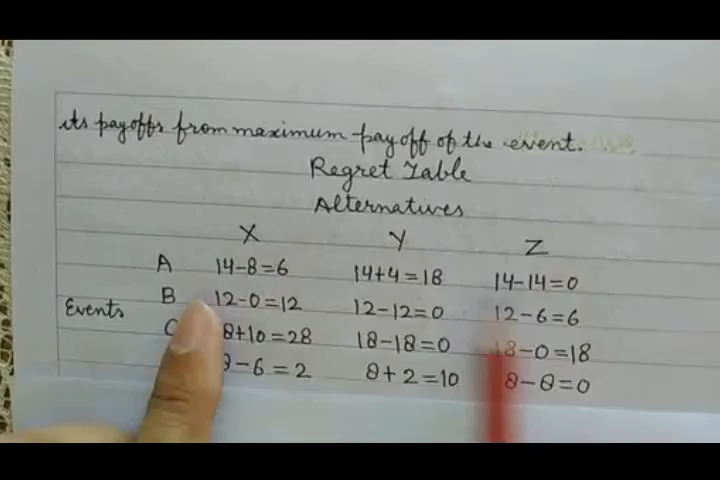 its payoffs from maximum payoff of the event.
Regret Table
Alternatives
X Y Z
A 14-8=6 14+4=18 14-14=0
Events B 12-0=12 12-12=0 12-6=6
C 8+10=28 18-18=0 18-0=18
-6=2 8+2=10 8-8=0